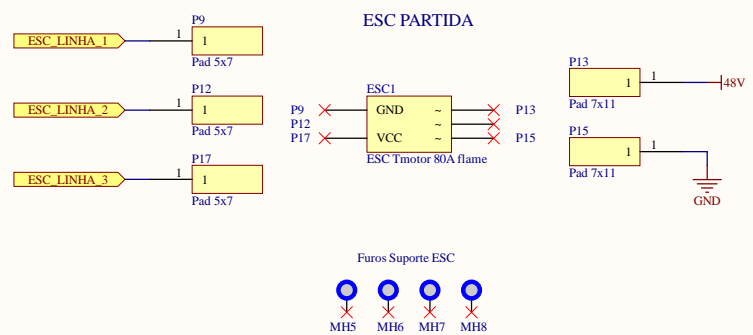 ESC PARTIDA
P9
ESC_LINHA_1
1
1
Pad 5x7
P12
ESC_LINHA_2
1
1
Pad 5x7
P17
ESC_LINHA_3
1
1
Pad 5x7
ESC1
P9
GND
~
P13
P12
~
P17
VCC
~
P15
ESC Tmotor 80A flame
P13
1
1
48V
Pad 7x11
P15
1
1
Pad 7x11
GND
Furos Suporte ESC
MH5
MH6
MH7
MH8